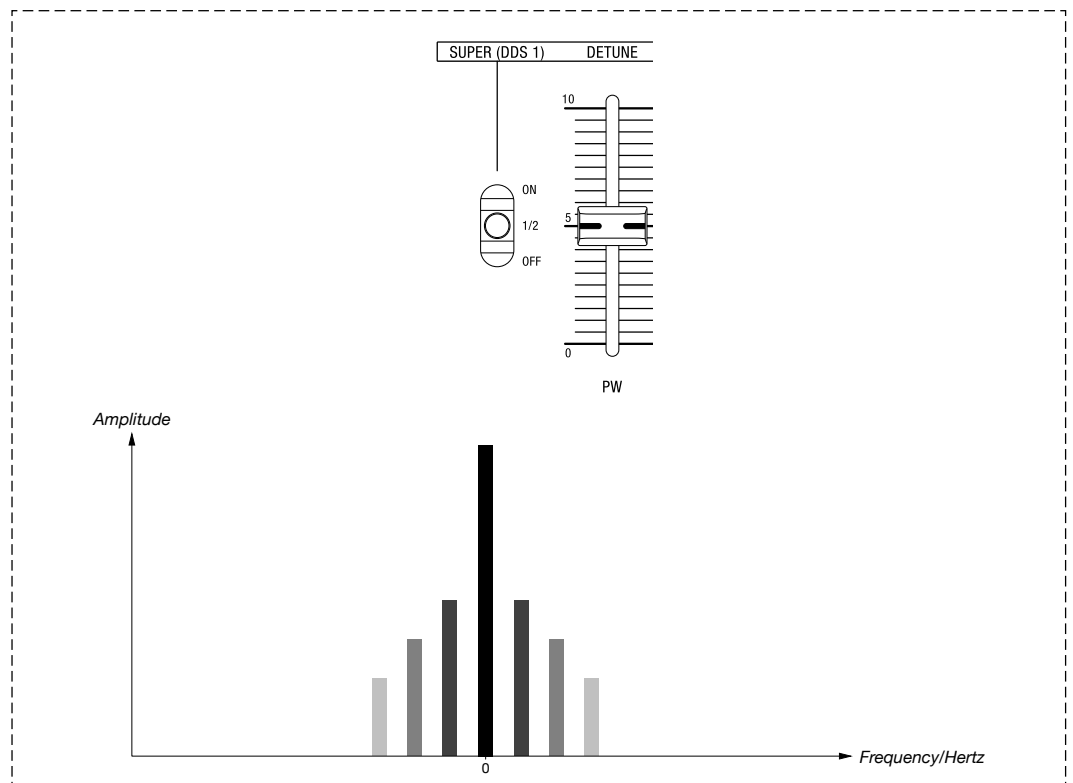 SUPER (DDS 1) DETUNE
10
ON
5 1/2
OFF
0
PW
Amplitude
Frequency/Hertz
0